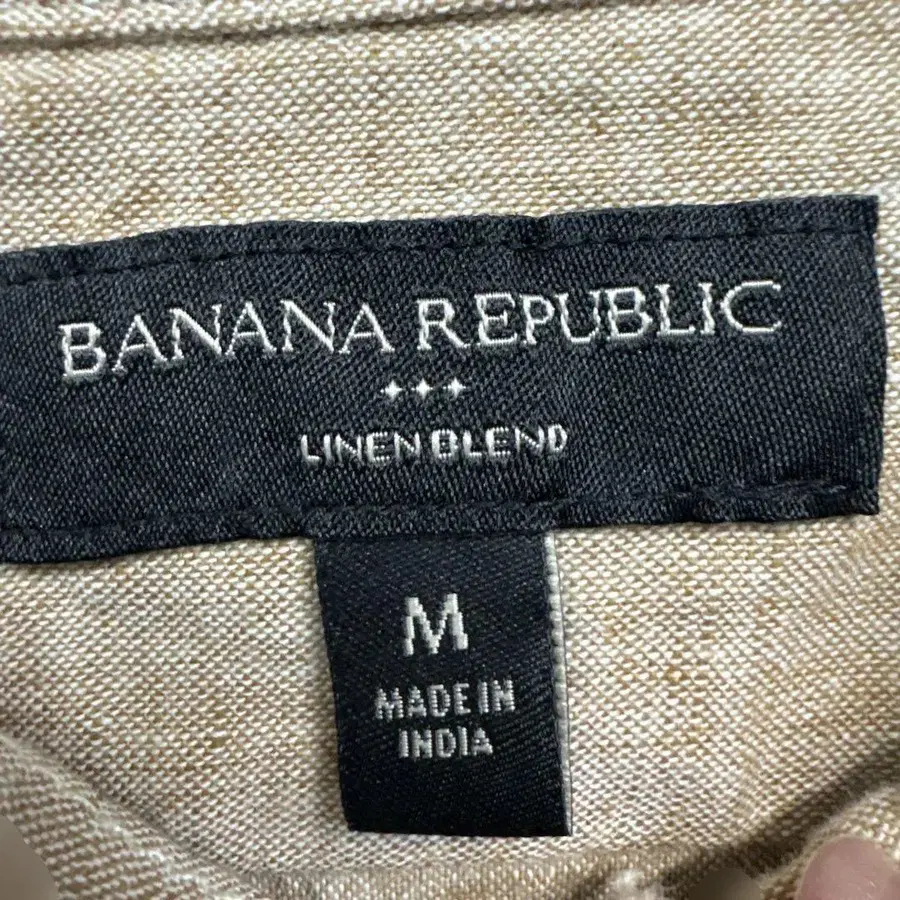 BANANA REPUBLIC
LINEN BLEND
M
MADE IN
INDIA